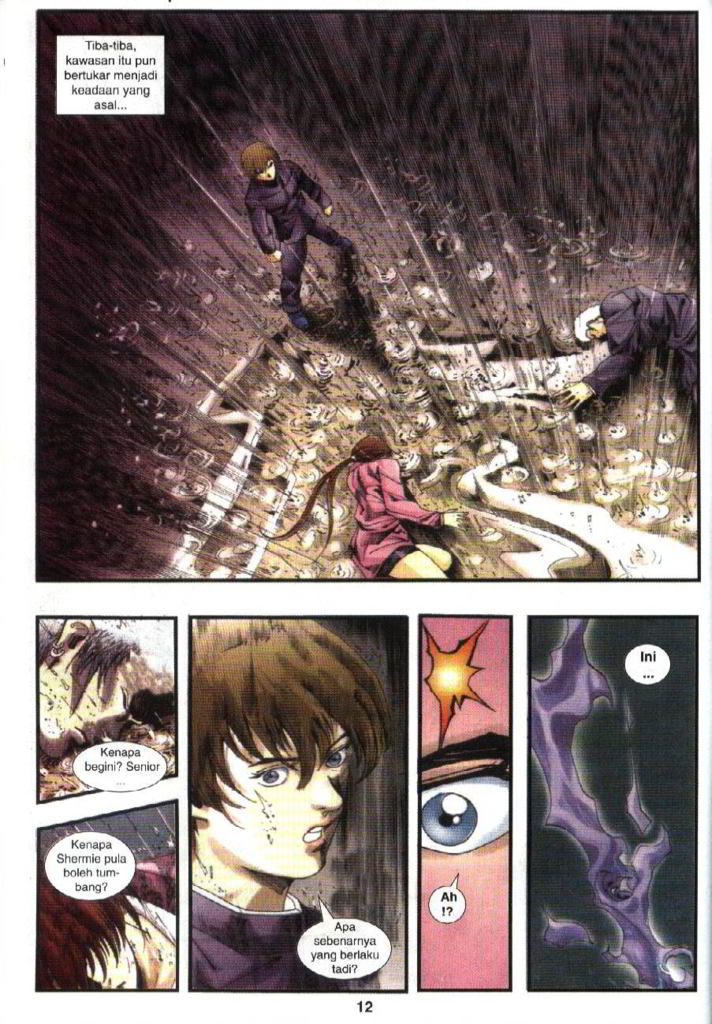 Tiba-tiba,
kawasan itu pun
bertukar menjadi
keadaan yang
asal...
Kenapa
begini? Senior
...
Kenapa
Shermie pula
boleh tum-
bang?
Apa
sebenarnya
yang berlaku
tadi?
Ah
!?
Ini
...
12